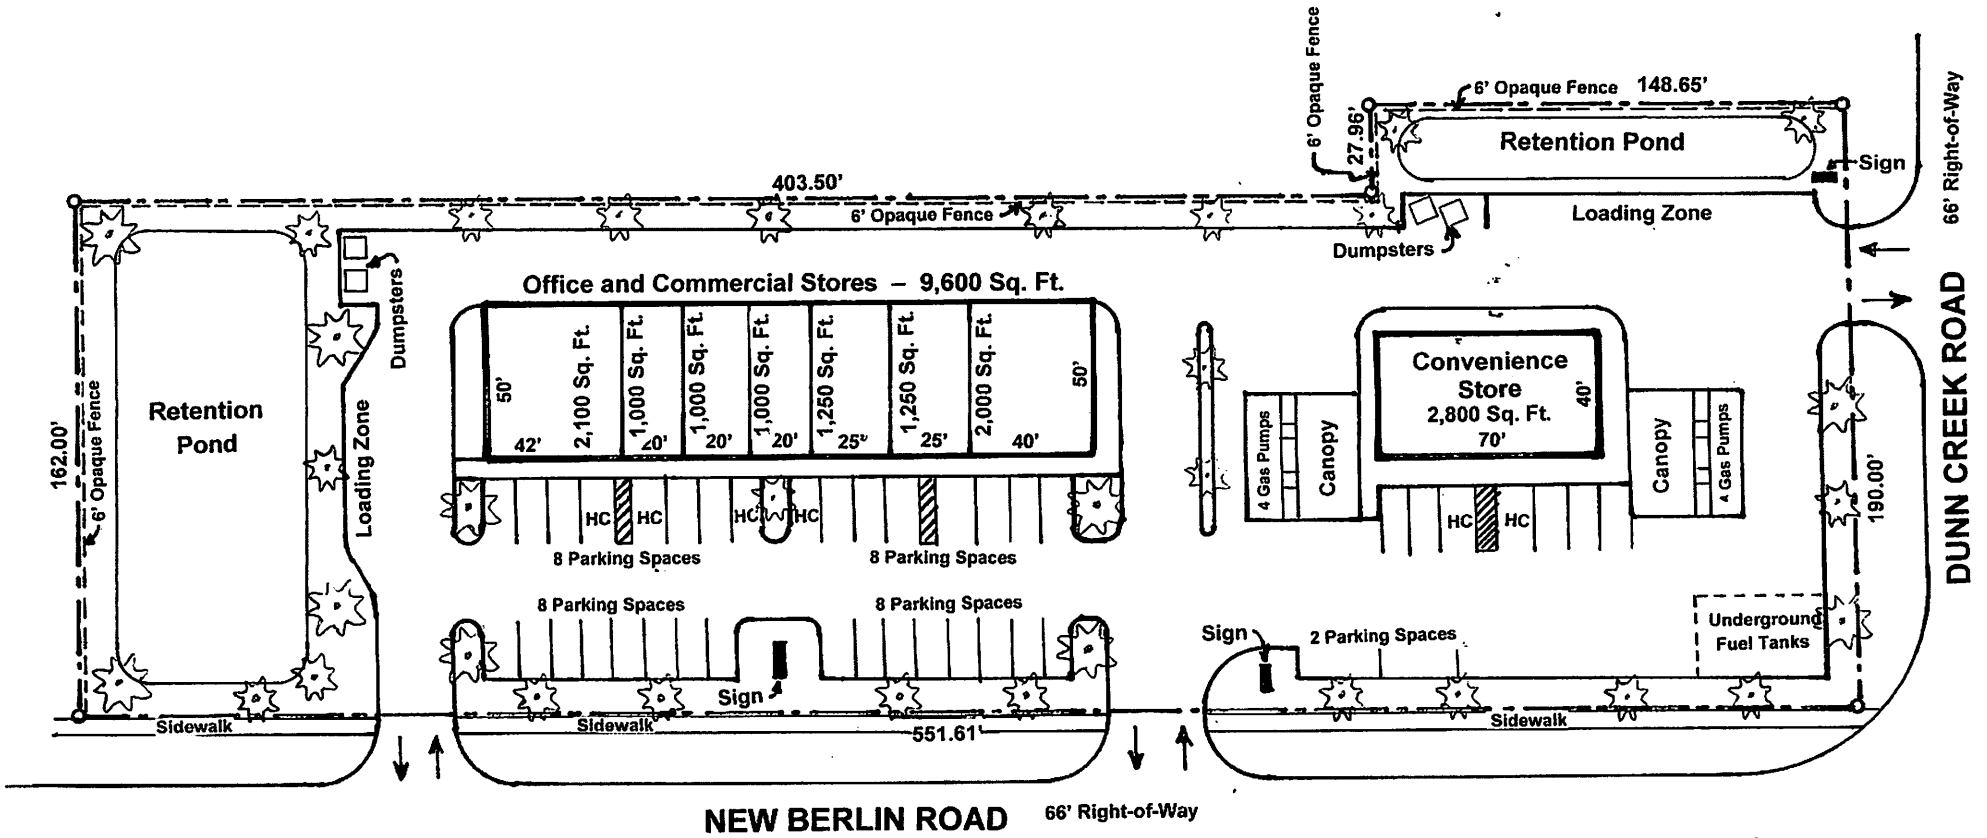 6' Opaque Fence
6' Opaque Fence 148.65'
27.96'
Retention Pond
Sign
66' Right-of-Way
403.50'
6' Opaque Fence
Loading Zone
Dumpsters
Dumpsters
Office and Commercial Stores – 9,600 Sq. Ft.
50'
2,100 Sq. Ft.
1,000 Sq. Ft.
1,000 Sq. Ft.
1,000 Sq. Ft.
1,250 Sq. Ft.
1,250 Sq. Ft.
2,000 Sq. Ft.
50'
42'
20'
20'
20'
25'
25'
40'
Convenience
Store
2,800 Sq. Ft.
40'
70'
4 Gas Pumps
Canopy
Canopy
4 Gas Pumps
Retention
Pond
162.00'
6' Opaque Fence
Loading Zone
DUNN CREEK ROAD
190.00'
HC
HC
HC
HC
HC
HC
8 Parking Spaces
8 Parking Spaces
8 Parking Spaces
8 Parking Spaces
Sign
2 Parking Spaces
Underground
Fuel Tanks
Sign
Sidewalk
Sidewalk
551.61'
Sidewalk
NEW BERLIN ROAD
66' Right-of-Way